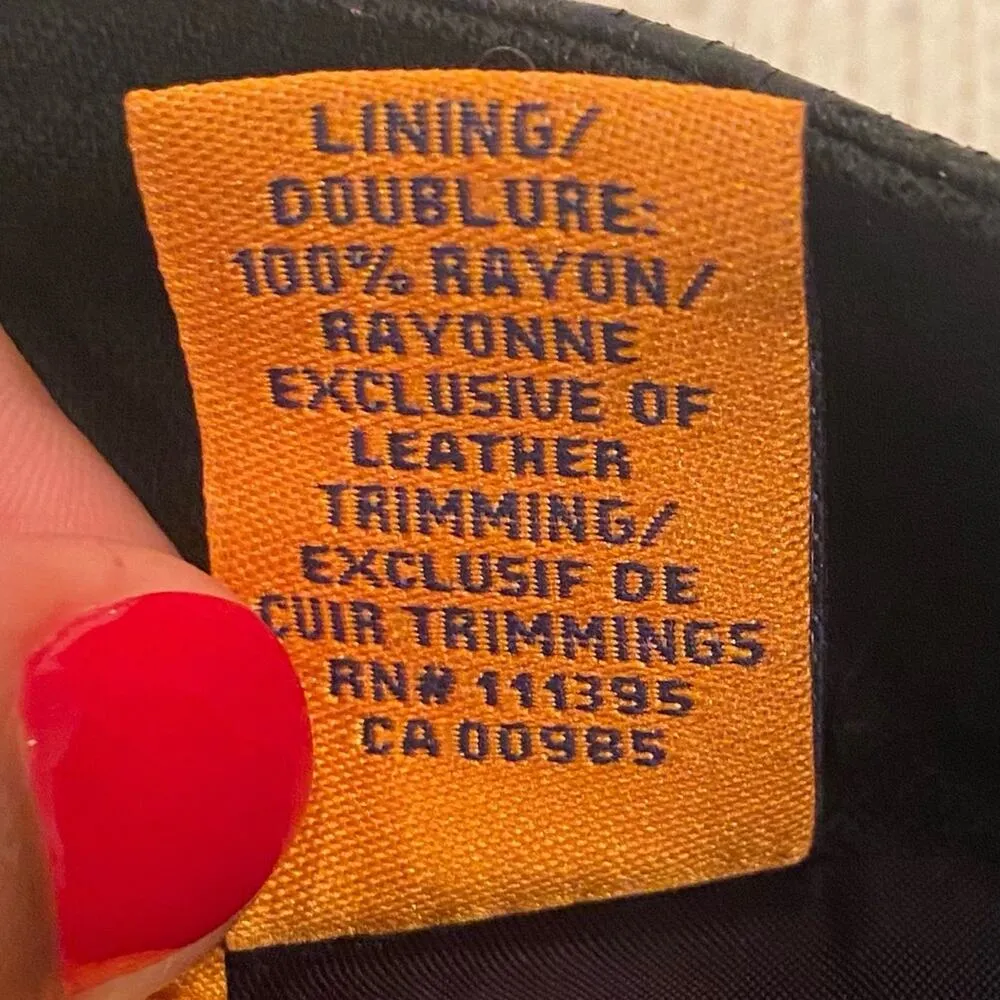 LINING/
DOUBLURE:
100% RAYON/
RAYONNE
EXCLUSIVE OF
LEATHER
TRIMMING/
EXCLUSIF DE
CUIR TRIMMINGS
RN# 111395
CA 00985